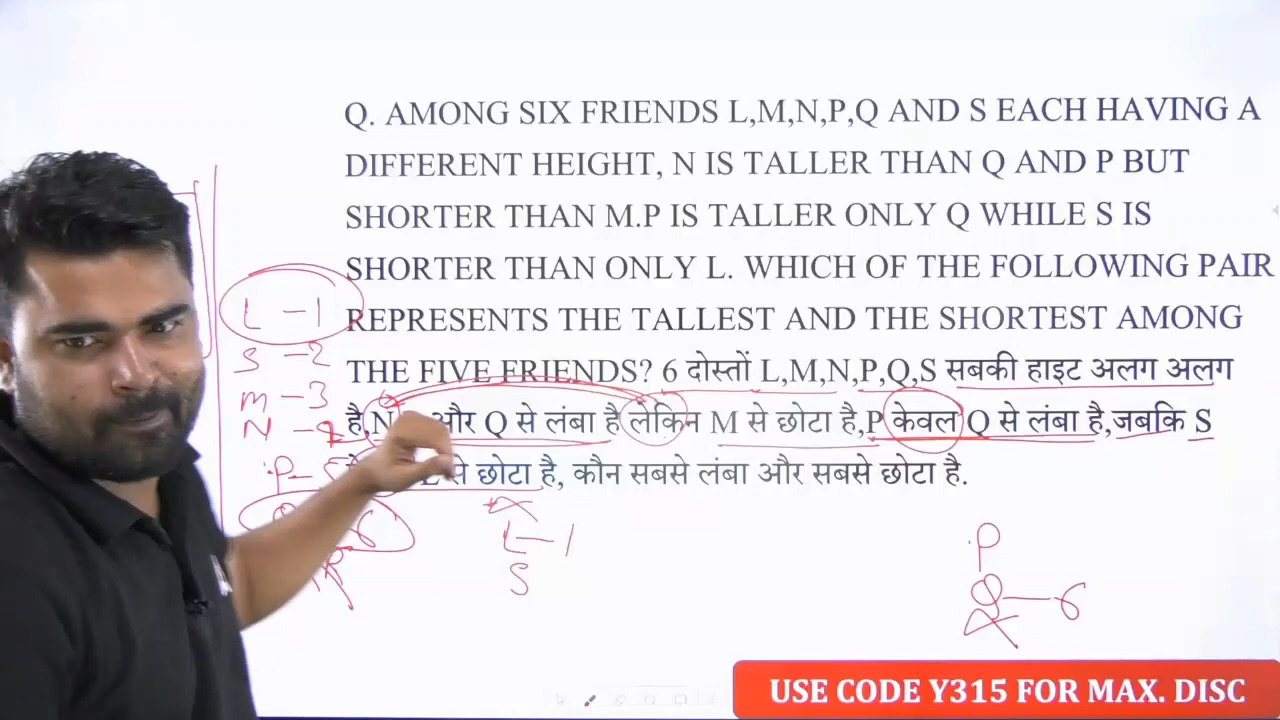 Q. AMONG SIX FRIENDS L,M,N,P,Q AND S EACH HAVING A
DIFFERENT HEIGHT, N IS TALLER THAN Q AND P BUT
SHORTER THAN M.P IS TALLER ONLY Q WHILE S IS
SHORTER THAN ONLY L. WHICH OF THE FOLLOWING PAIR
REPRESENTS THE TALLEST AND THE SHORTEST AMONG
THE FIVE FRIENDS? 6 दोस्तों L,M,N,P,Q,S सबकी हाइट अलग अलग
है,N और Q से लंबा है लेकिन M से छोटा है,P केवल Q से लंबा है,जबकि S
L से छोटा है, कौन सबसे लंबा और सबसे छोटा है.
L - 1
S - 2
M - 3
N - 4
P -
L - 1
S
P
Q - 6
USE CODE Y315 FOR MAX. DISC